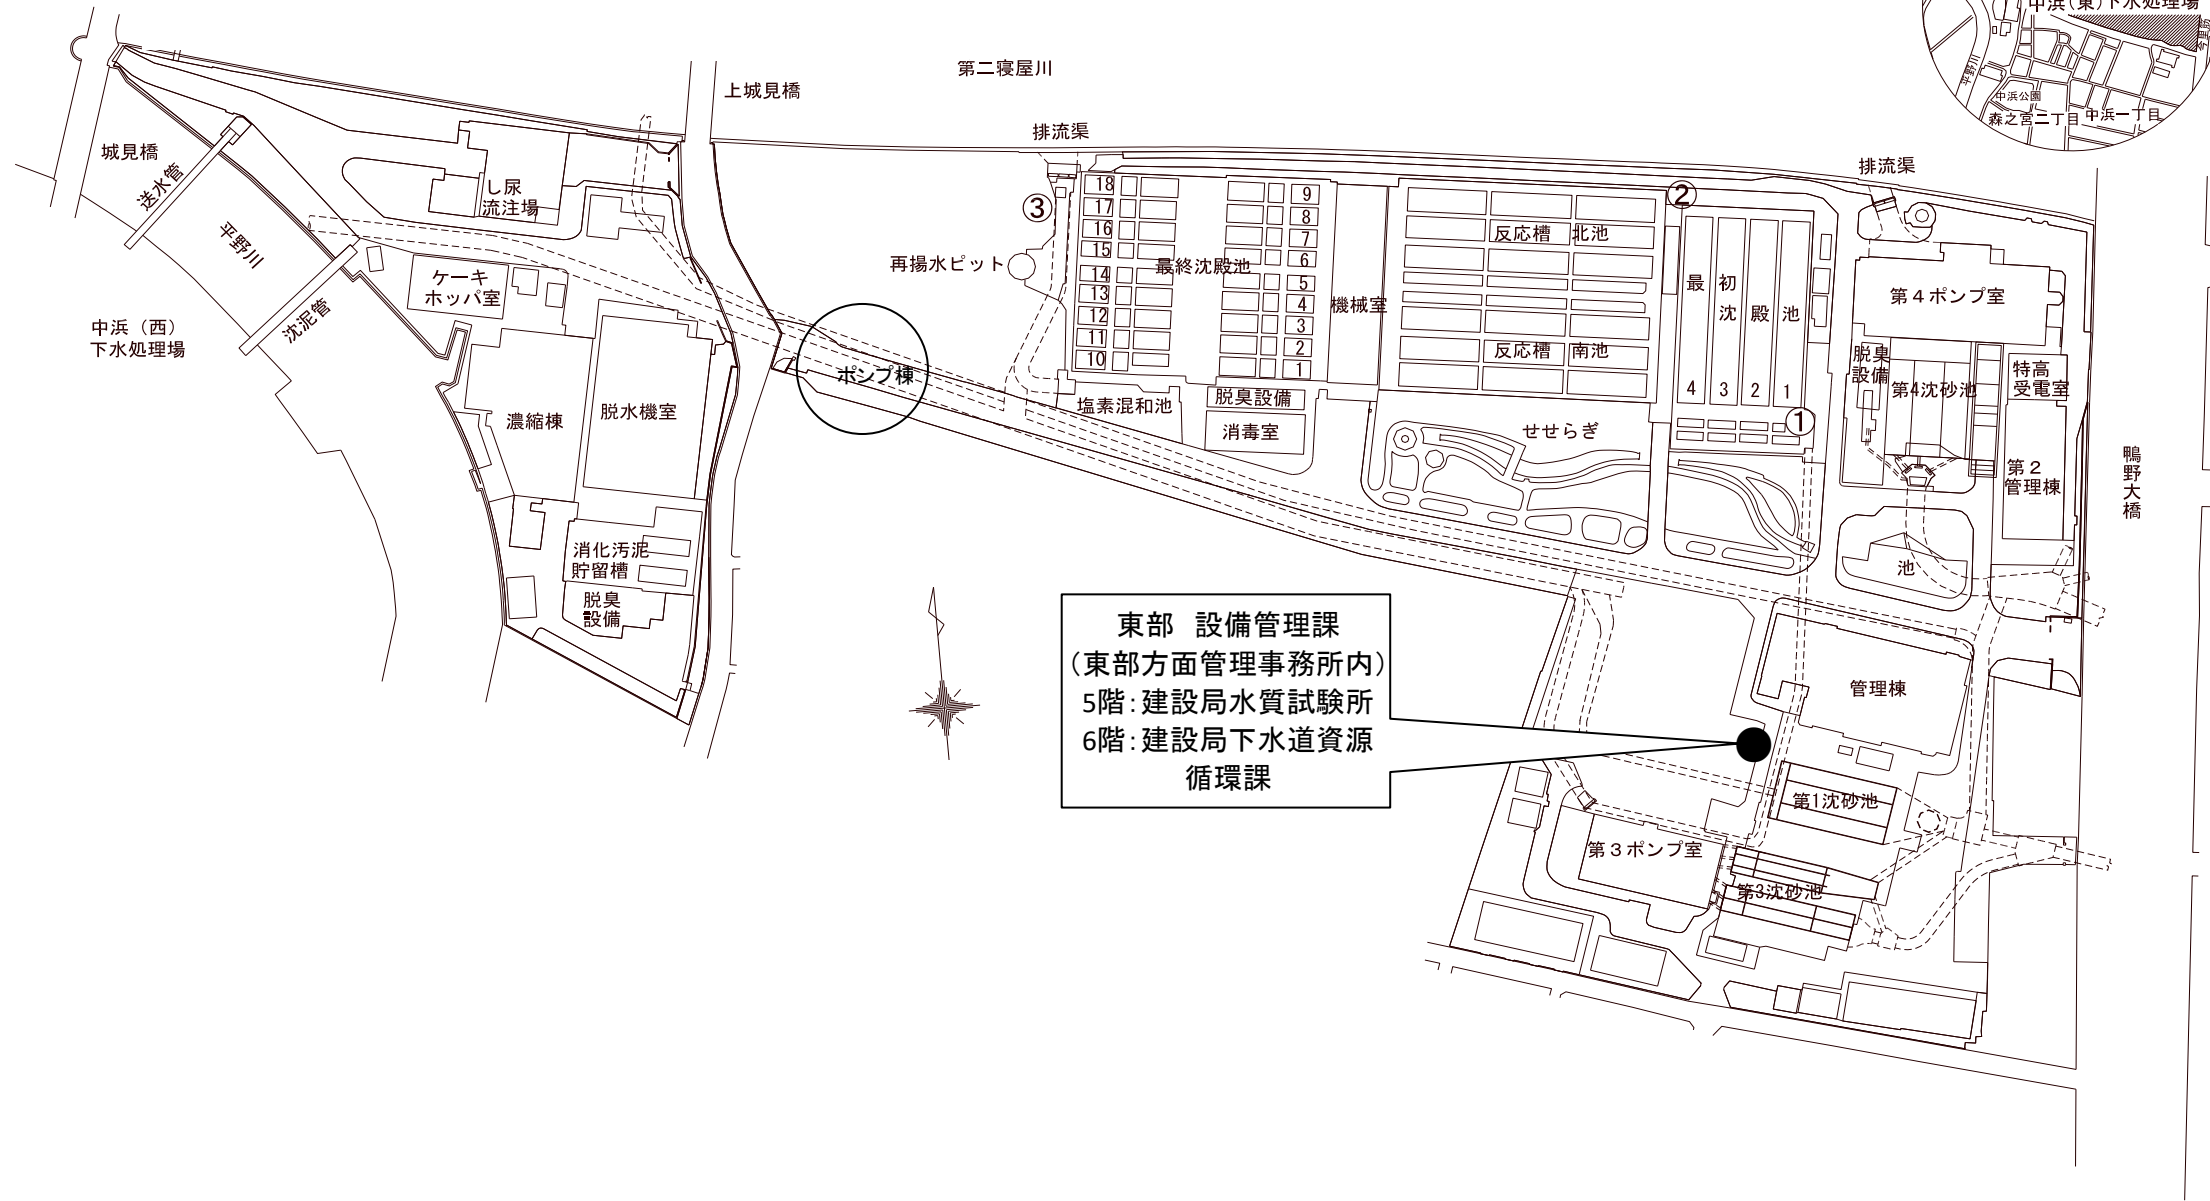 中浜(東)下水処理場
今里筋
中浜公園
森之宮二丁目
中浜一丁目
第二寝屋川
上城見橋
排流渠
排流渠
城見橋
送水管
平野川
沈泥管
中浜（西）
下水処理場
し尿
流注場
ケーキ
ホッパ室
濃縮棟
脱水機室
消化汚泥
貯留槽
脱臭
設備
ポンプ棟
再揚水ピット
③
18
17
16
15
14
13
12
11
10
最終沈殿池
9
8
7
6
5
4
3
2
1
機械室
塩素混和池
脱臭設備
消毒室
反応槽　北池
反応槽　南池
せせらぎ
②
最初沈殿池
4
3
2
1
①
第４ポンプ室
脱臭
設備
第4沈砂池
特高
受電室
第２
管理棟
池
鴨野大橋
東部　設備管理課
（東部方面管理事務所内）
5階：建設局水質試験所
6階：建設局下水道資源
循環課
管理棟
第1沈砂池
第３ポンプ室
第3沈砂池